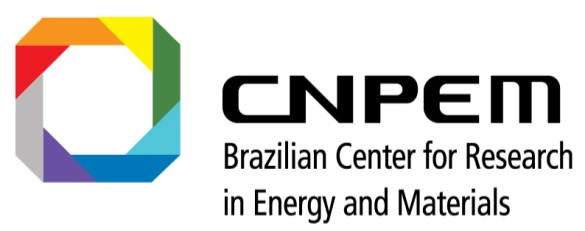 CNPEM
Brazilian Center for Research
in Energy and Materials